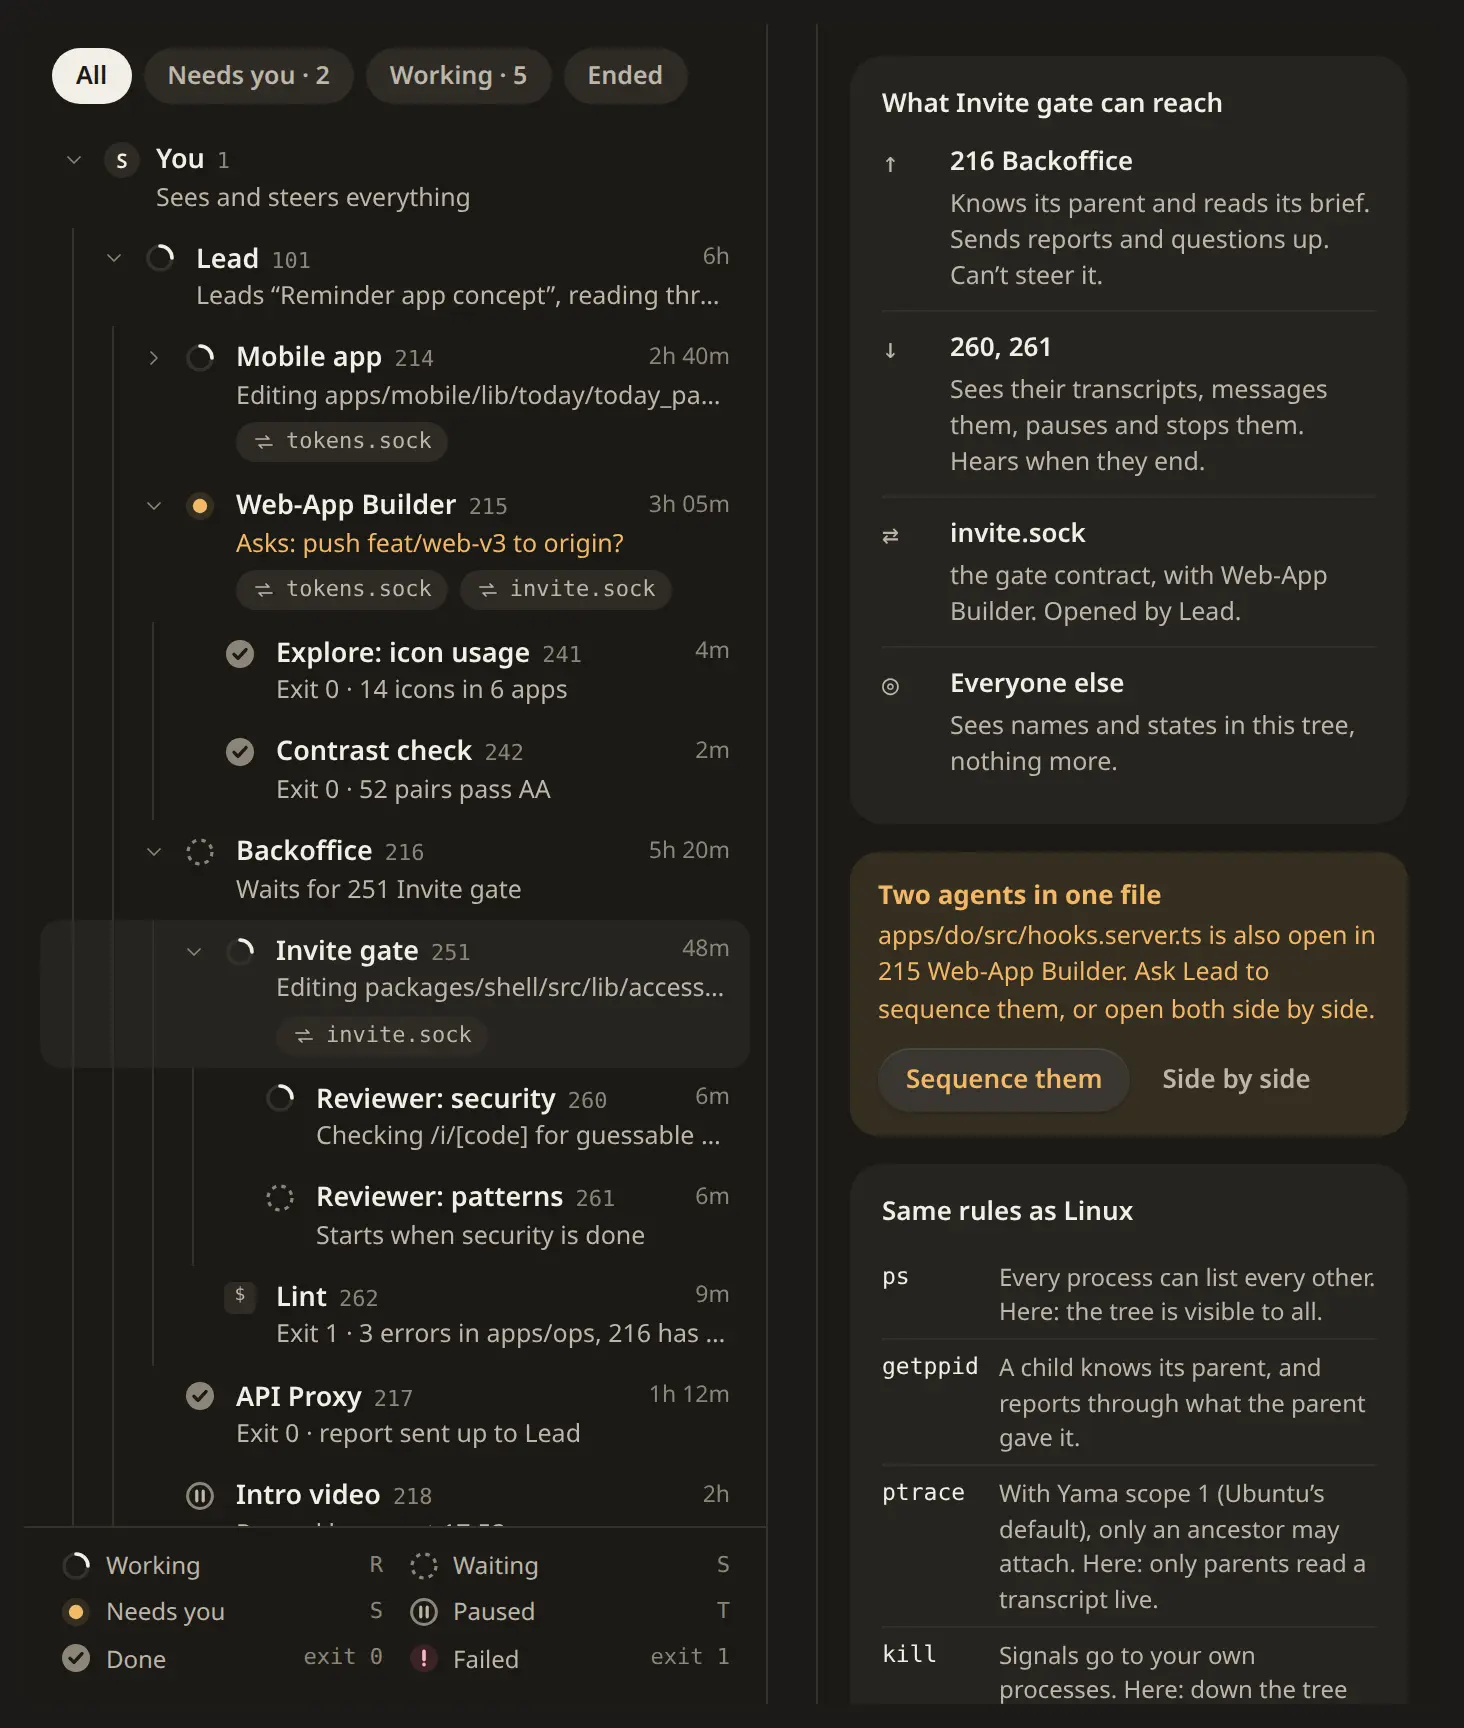 All
Needs you · 2
Working · 5
Ended
S You 1
Sees and steers everything
Lead 101 6h
Leads “Reminder app concept”, reading thr…
Mobile app 214 2h 40m
Editing apps/mobile/lib/today/today_pa…
⇌ tokens.sock
Web-App Builder 215 3h 05m
Asks: push feat/web-v3 to origin?
⇌ tokens.sock ⇌ invite.sock
Explore: icon usage 241 4m
Exit 0 · 14 icons in 6 apps
Contrast check 242 2m
Exit 0 · 52 pairs pass AA
Backoffice 216 5h 20m
Waits for 251 Invite gate
Invite gate 251 48m
Editing packages/shell/src/lib/access…
⇌ invite.sock
Reviewer: security 260 6m
Checking /i/[code] for guessable …
Reviewer: patterns 261 6m
Starts when security is done
$ Lint 262 9m
Exit 1 · 3 errors in apps/ops, 216 has …
API Proxy 217 1h 12m
Exit 0 · report sent up to Lead
Intro video 218 2h
Working R
Waiting S
Needs you S
Paused T
Done exit 0
Failed exit 1
What Invite gate can reach
↑ 216 Backoffice
Knows its parent and reads its brief.
Sends reports and questions up.
Can’t steer it.
↓ 260, 261
Sees their transcripts, messages
them, pauses and stops them.
Hears when they end.
⇄ invite.sock
the gate contract, with Web-App
Builder. Opened by Lead.
◎ Everyone else
Sees names and states in this tree,
nothing more.
Two agents in one file
apps/do/src/hooks.server.ts is also open in
215 Web-App Builder. Ask Lead to
sequence them, or open both side by side.
Sequence them
Side by side
Same rules as Linux
ps Every process can list every other.
Here: the tree is visible to all.
getppid A child knows its parent, and
reports through what the parent
gave it.
ptrace With Yama scope 1 (Ubuntu’s
default), only an ancestor may
attach. Here: only parents read a
transcript live.
kill Signals go to your own
processes. Here: down the tree